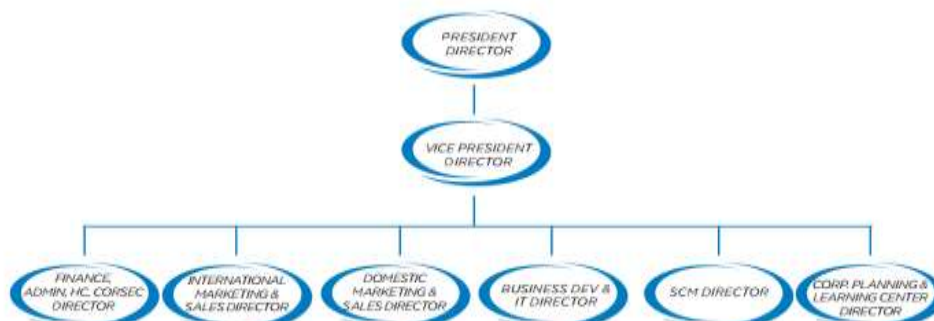 PRESIDENT
DIRECTOR
VICE PRESIDENT
DIRECTOR
FINANCE,
ADMIN, HC, CORSEC
DIRECTOR
INTERNATIONAL
MARKETING &
SALES DIRECTOR
DOMESTIC
MARKETING &
SALES DIRECTOR
BUSINESS DEV &
IT DIRECTOR
SCM DIRECTOR
CORP. PLANNING &
LEARNING CENTER
DIRECTOR